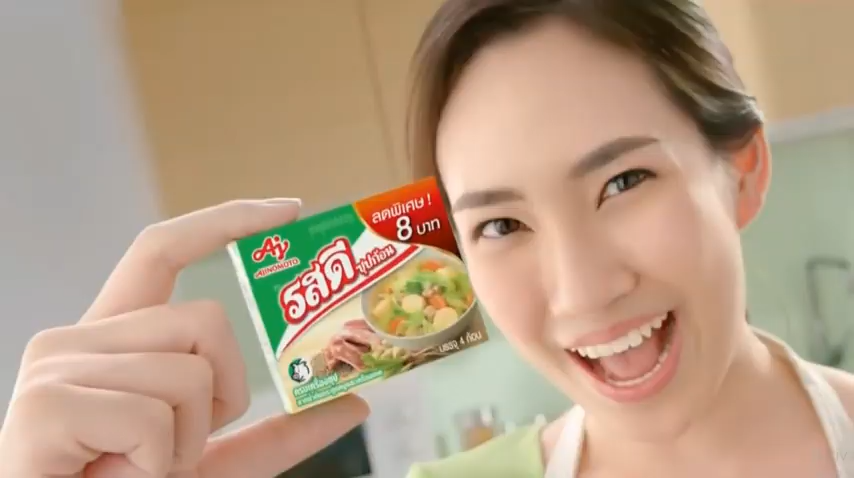 AJINOMOTO
รสดี
ซุปก้อน
ลดพิเศษ !
8 บาท
บรรจุ 4 ก้อน